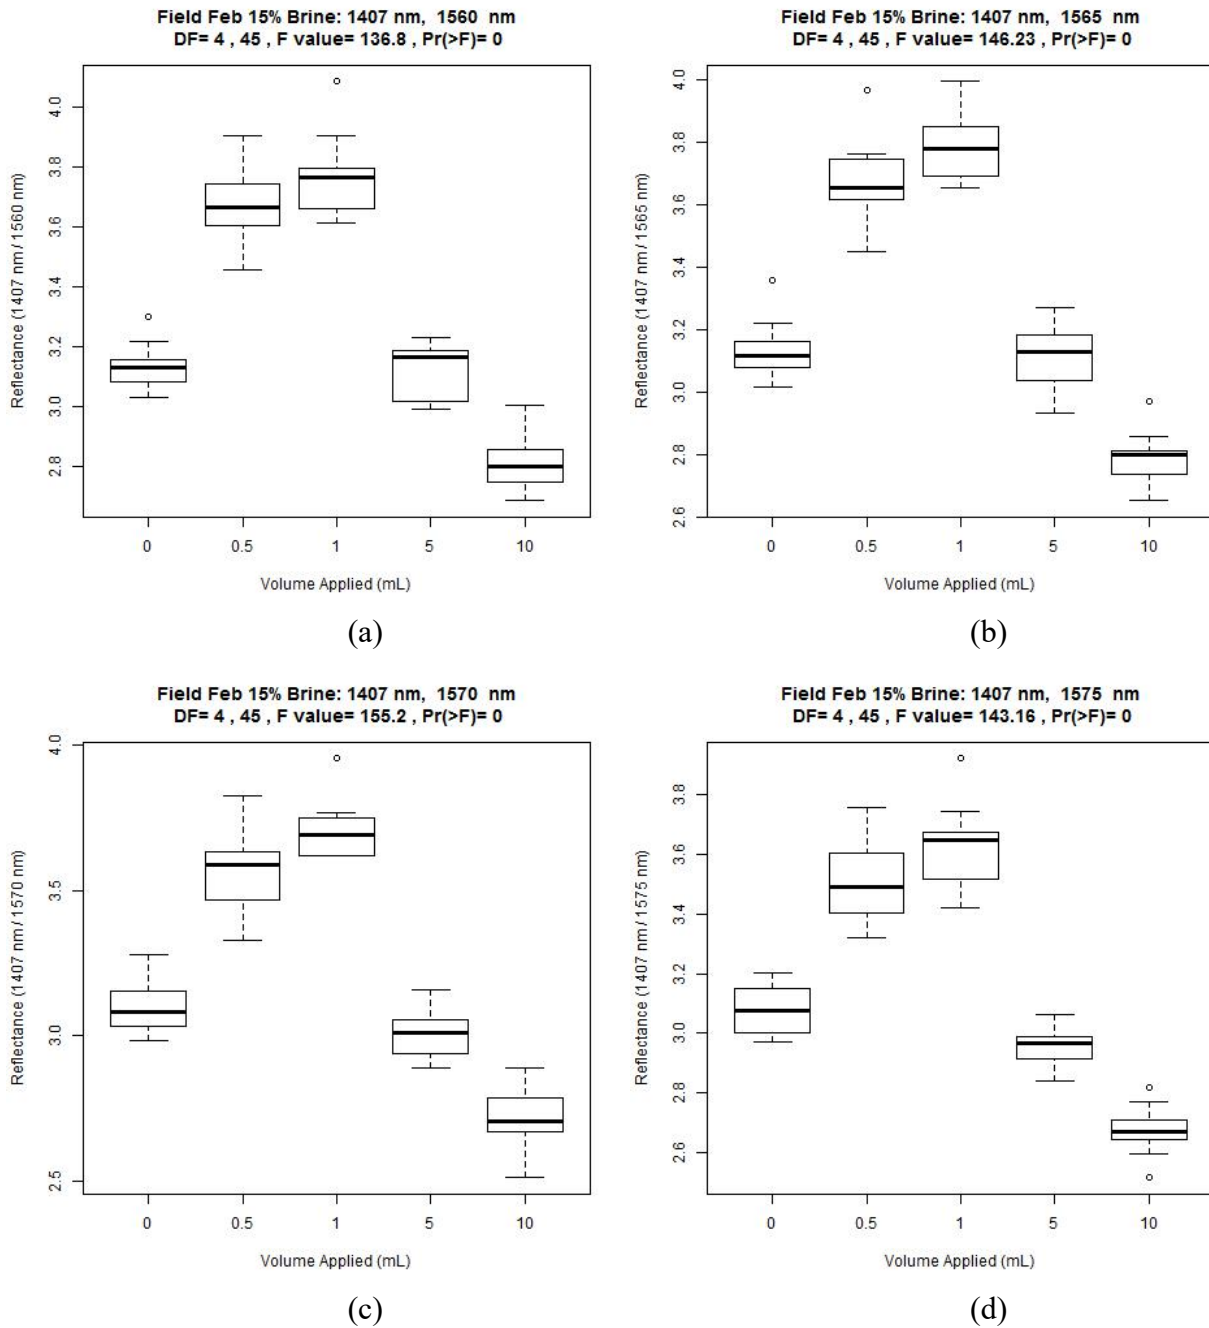 Field Feb 15% Brine: 1407 nm, 1560 nm
DF= 4 , 45 , F value= 136.8 , Pr(>F)= 0
Reflectance (1407 nm / 1560 nm)
4.0
3.8
3.6
3.4
3.2
3.0
2.8
0 0.5 1 5 10
Volume Applied (mL)
(a)
Field Feb 15% Brine: 1407 nm, 1565 nm
DF= 4 , 45 , F value= 146.23 , Pr(>F)= 0
Reflectance (1407 nm / 1565 nm)
4.0
3.8
3.6
3.4
3.2
3.0
2.8
2.6
0 0.5 1 5 10
Volume Applied (mL)
(b)
Field Feb 15% Brine: 1407 nm, 1570 nm
DF= 4 , 45 , F value= 155.2 , Pr(>F)= 0
Reflectance (1407 nm / 1570 nm)
4.0
3.5
3.0
2.5
0 0.5 1 5 10
Volume Applied (mL)
(c)
Field Feb 15% Brine: 1407 nm, 1575 nm
DF= 4 , 45 , F value= 143.16 , Pr(>F)= 0
Reflectance (1407 nm / 1575 nm)
3.8
3.6
3.4
3.2
3.0
2.8
2.6
0 0.5 1 5 10
Volume Applied (mL)
(d)